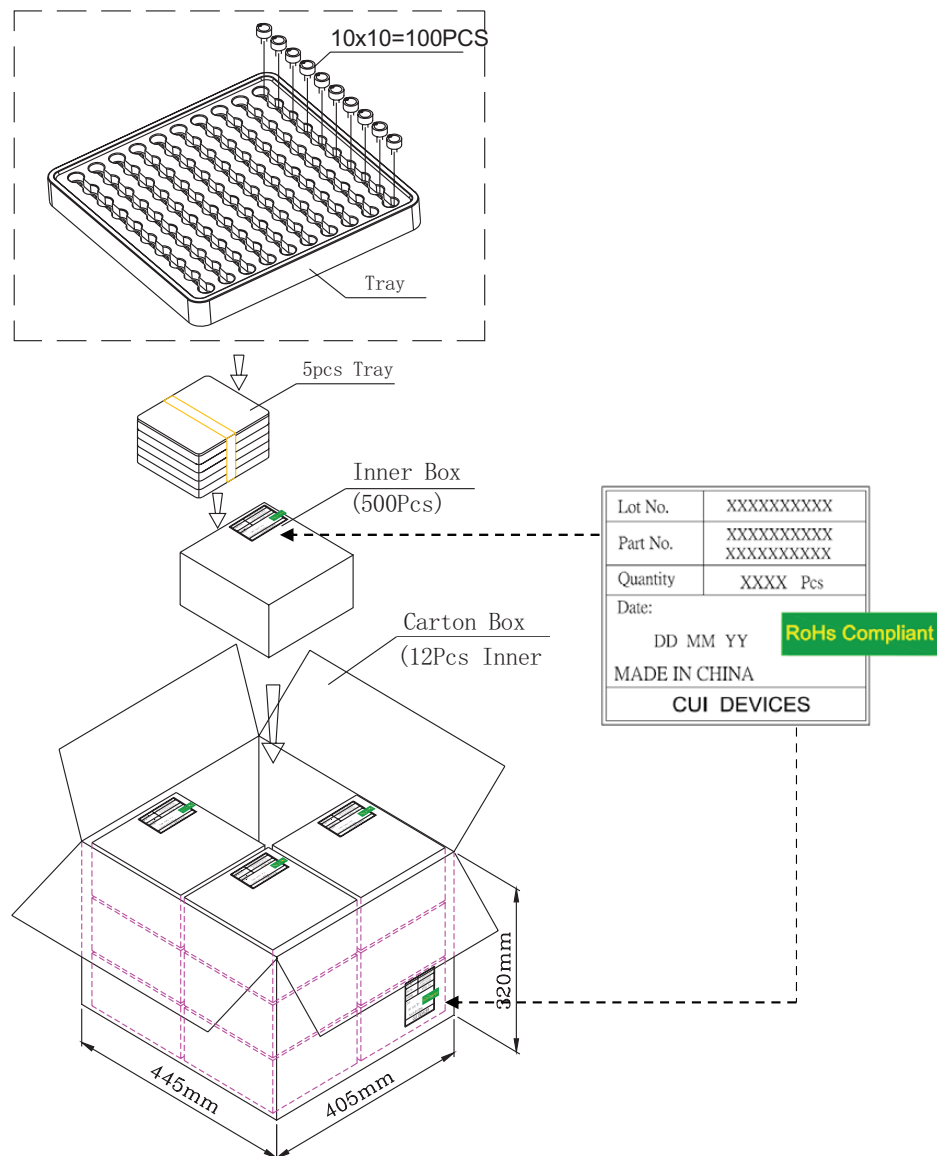 10x10=100PCS
Tray
5pcs Tray
Inner Box
(500Pcs)
Carton Box
(12Pcs Inner
Lot No. XXXXXXXXXX
Part No. XXXXXXXXXX
XXXXXXXXXX
Quantity XXXX Pcs
Date:
DD MM YY
RoHs Compliant
MADE IN CHINA
CUI DEVICES
320mm
445mm
405mm